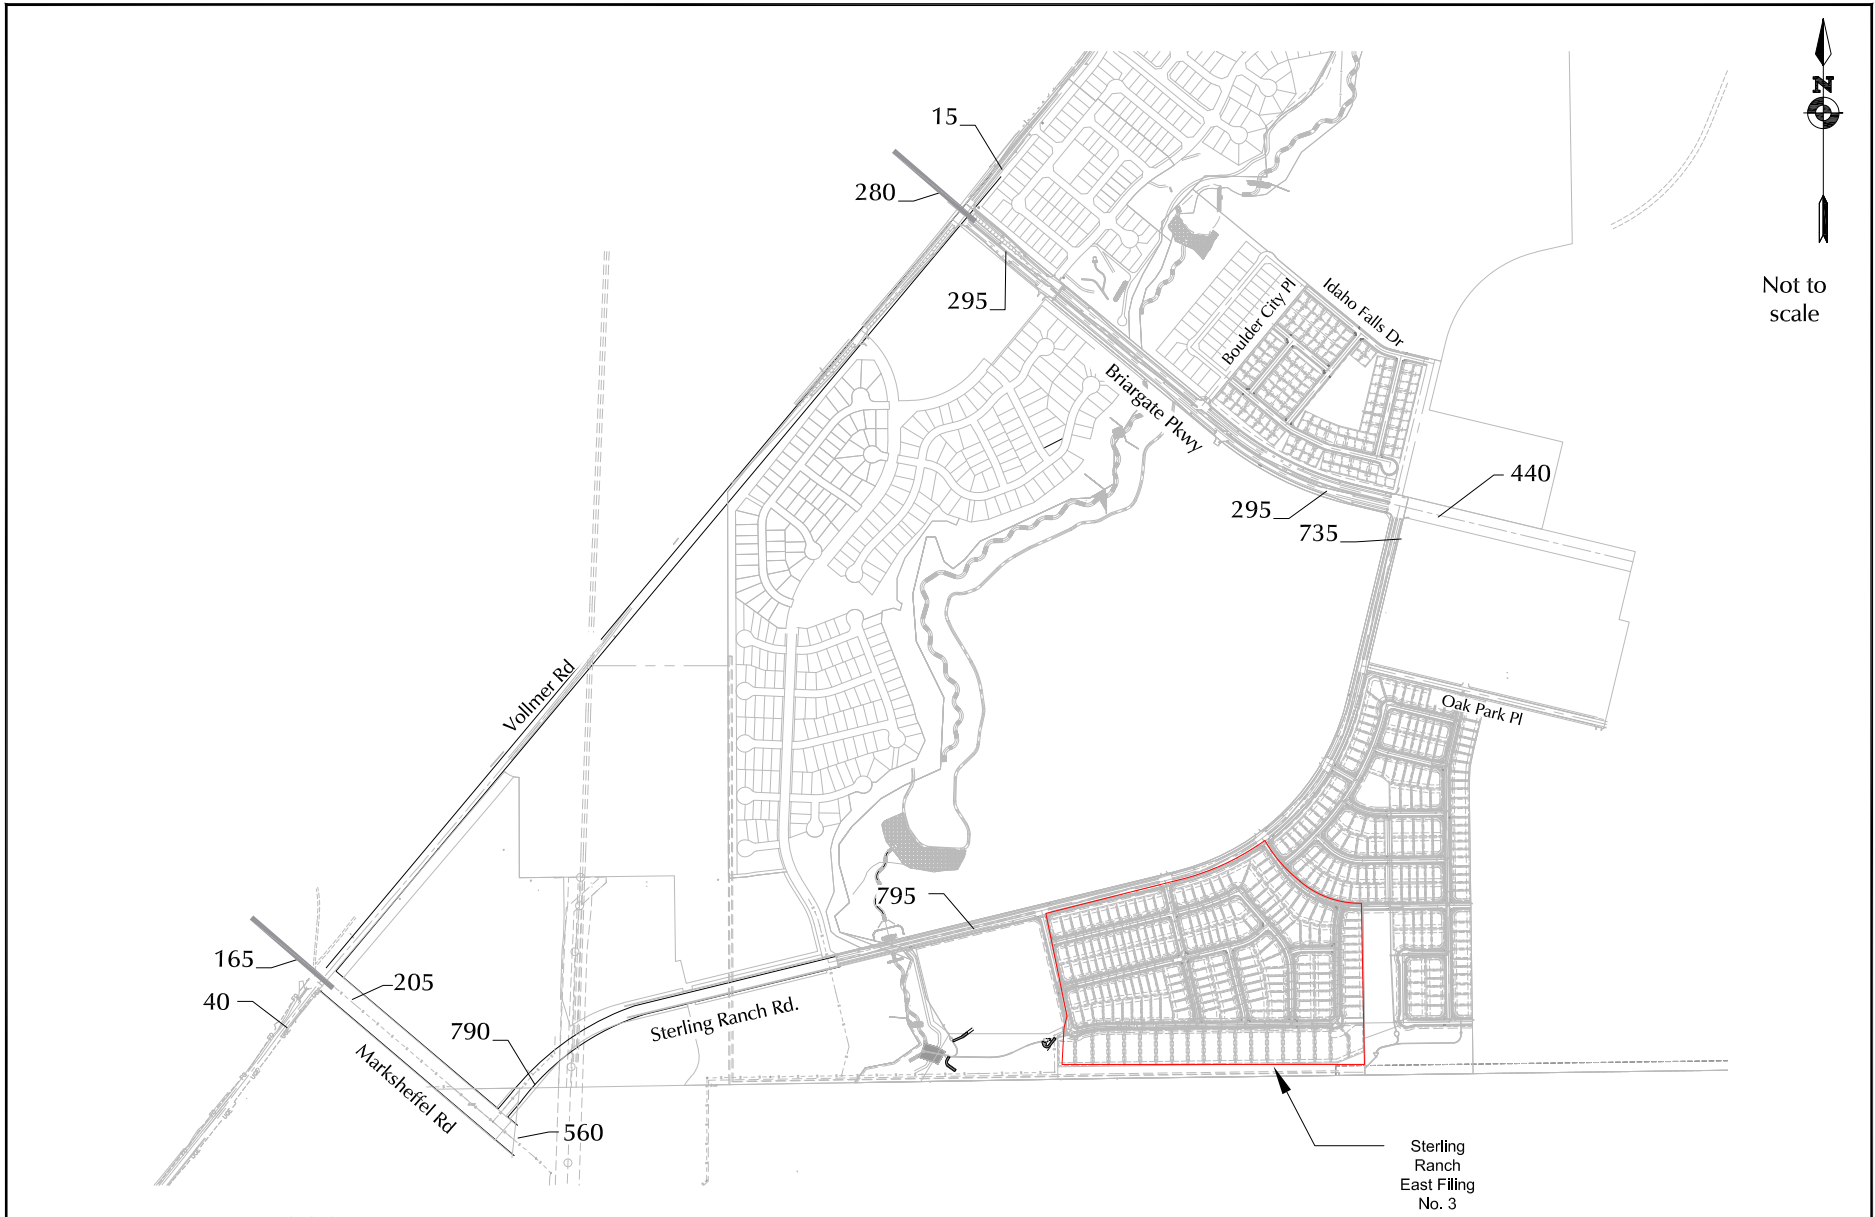 N
Not to
scale
15
280
295
Boulder City Pl
Idaho Falls Dr
Briargate Pkwy
440
295
735
Vollmer Rd
Oak Park Pl
795
165
205
40
790
Sterling Ranch Rd.
Marksheffel Rd
560
Sterling
Ranch
East Filing
No. 3